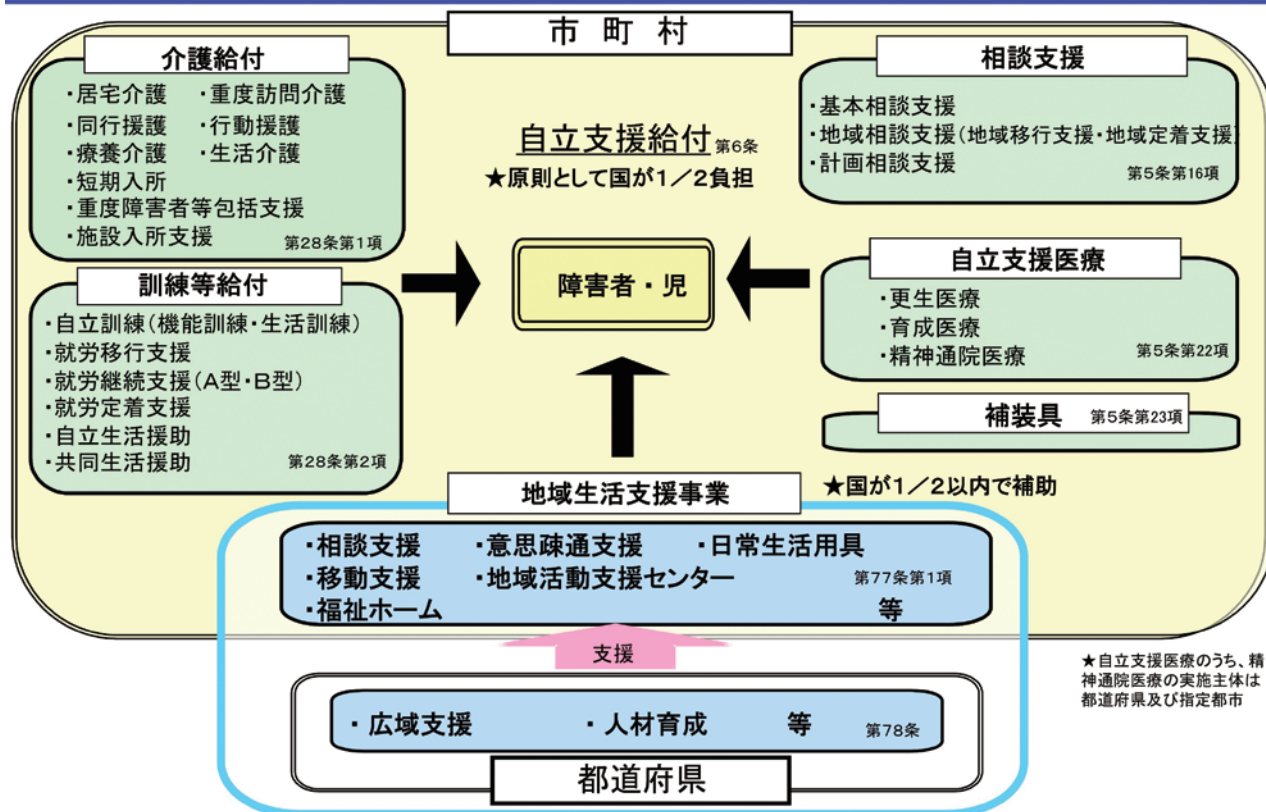 市 町 村
介護給付
・居宅介護　・重度訪問介護
・同行援護　・行動援護
・療養介護　・生活介護
・短期入所
・重度障害者等包括支援
・施設入所支援　第28条第1項
訓練等給付
・自立訓練(機能訓練・生活訓練)
・就労移行支援
・就労継続支援(A型・B型)
・就労定着支援
・自立生活援助
・共同生活援助　第28条第2項
自立支援給付 第6条
★原則として国が1／2負担
障害者・児
相談支援
・基本相談支援
・地域相談支援(地域移行支援・地域定着支援)
・計画相談支援　第5条第16項
自立支援医療
・更生医療
・育成医療
・精神通院医療　第5条第22項
補装具　第5条第23項
地域生活支援事業
★国が1／2以内で補助
・相談支援　・意思疎通支援　・日常生活用具
・移動支援　・地域活動支援センター　第77条第1項
・福祉ホーム　等
支援
・広域支援　・人材育成　等　第78条
都道府県
★自立支援医療のうち、精
神通院医療の実施主体は
都道府県及び指定都市